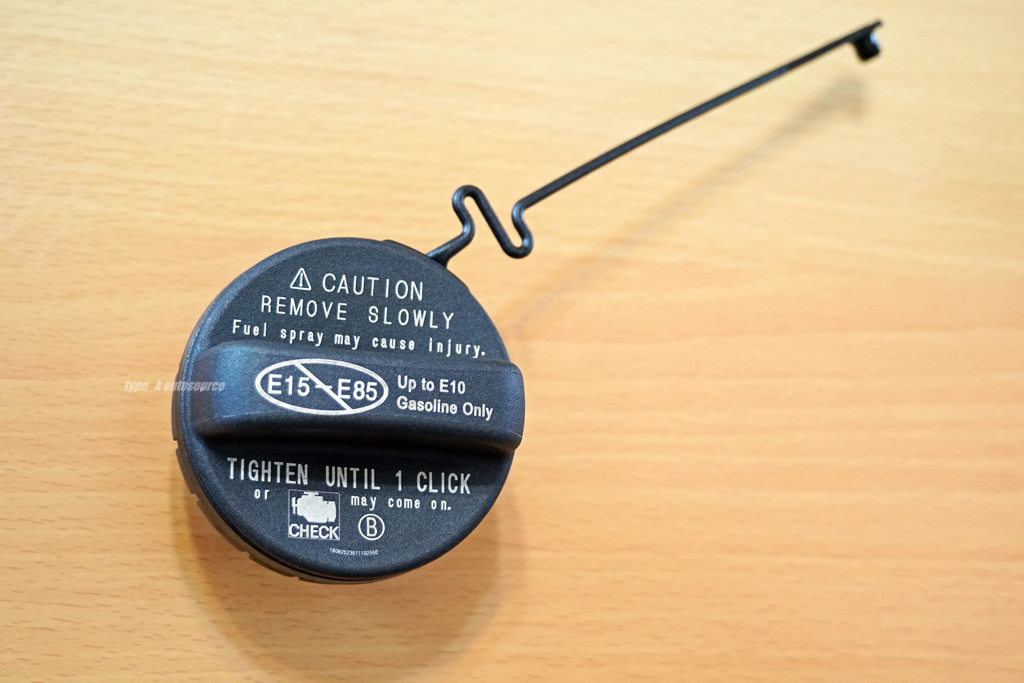 CAUTION
REMOVE SLOWLY
Fuel spray may cause injury.
E15-E85
Up to E10
Gasoline Only
type_k autosource
TIGHTEN UNTIL 1 CLICK
or CHECK may come on.
B